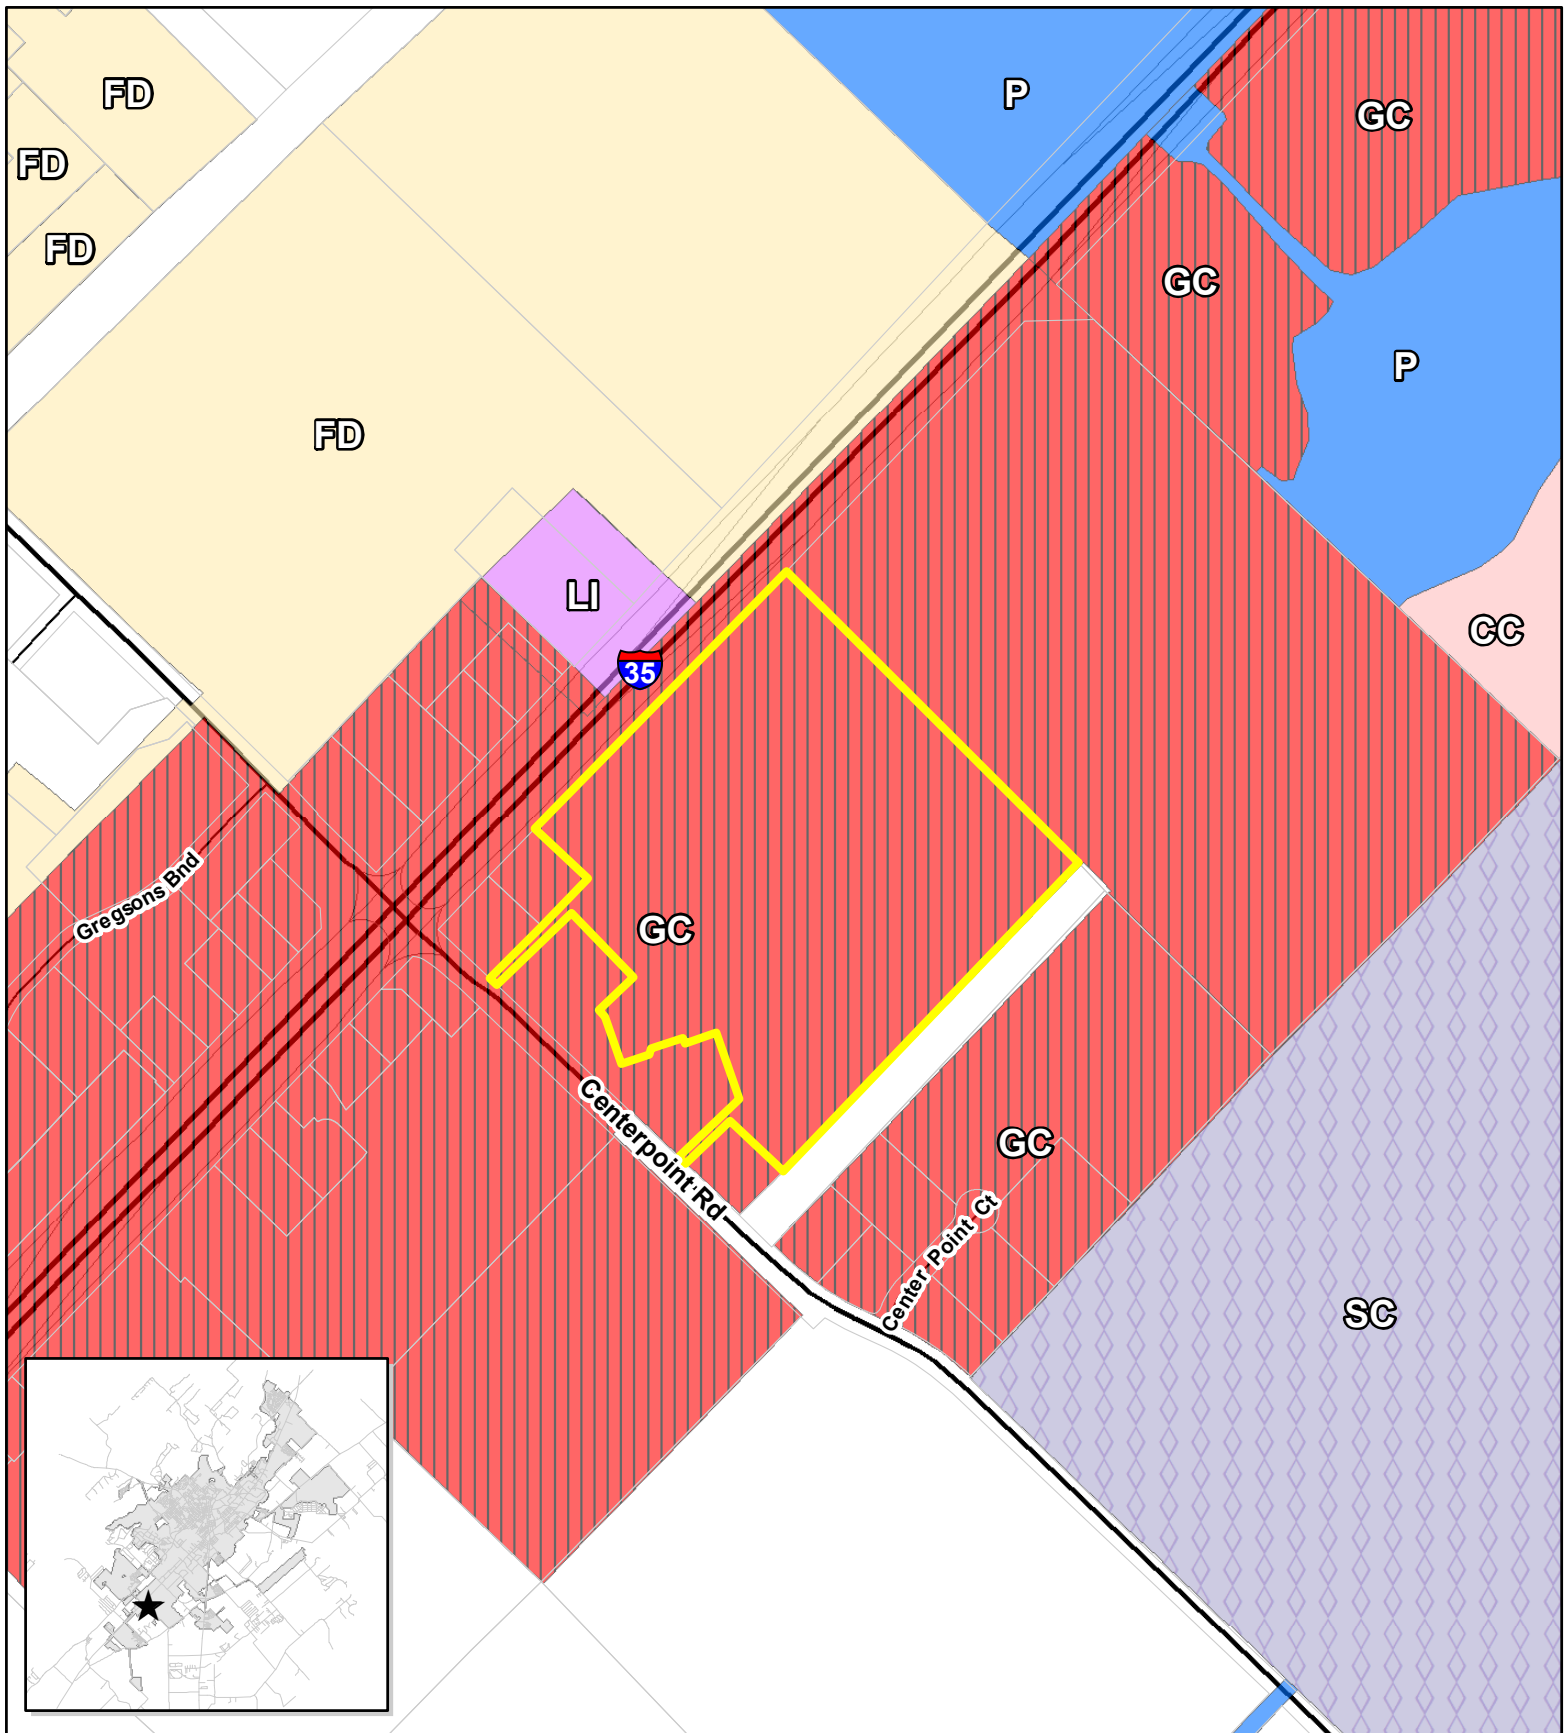 FD
P
GC
FD
FD
GC
P
FD
LI
CC
35
Gregsons Bnd
GC
Centerpoint Rd
GC
Center Point Ct
SC